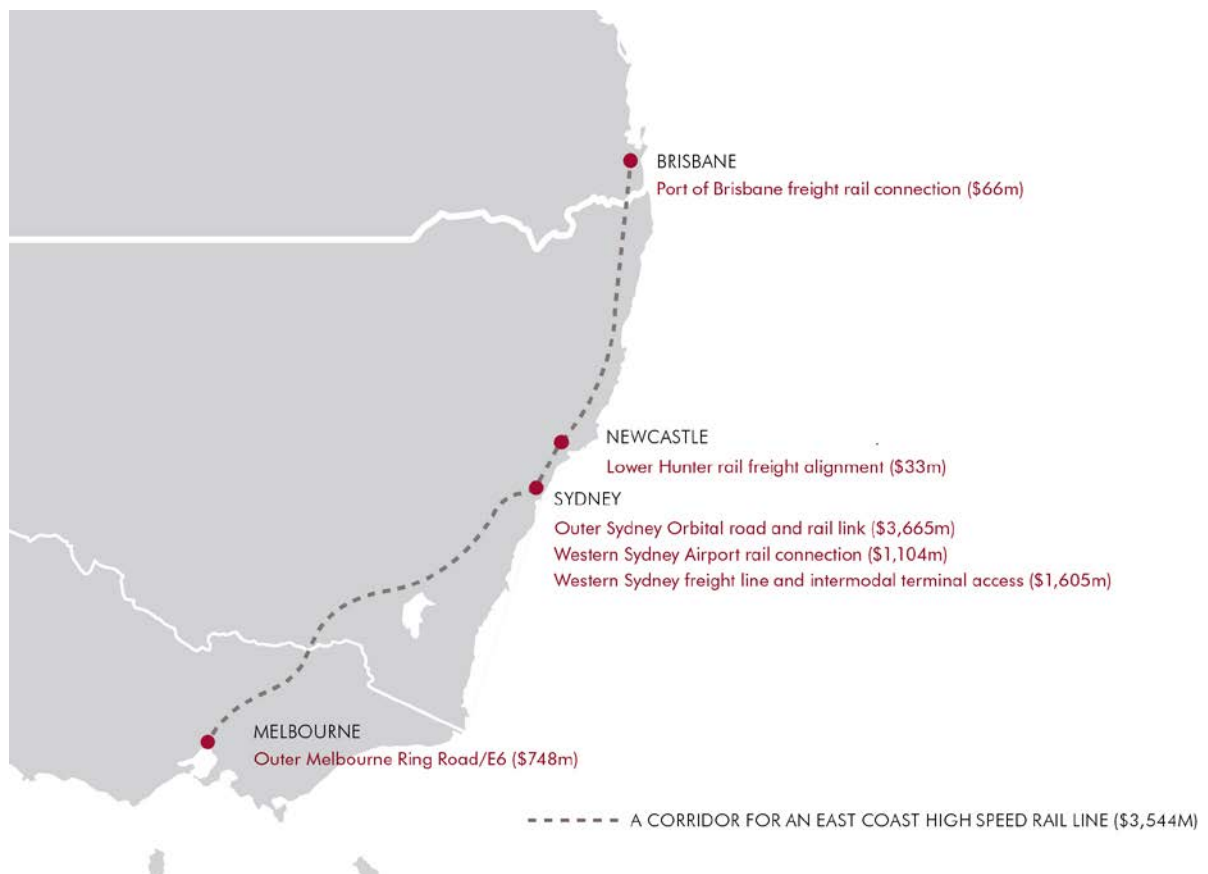 BRISBANE
Port of Brisbane freight rail connection ($66m)
NEWCASTLE
Lower Hunter rail freight alignment ($33m)
SYDNEY
Outer Sydney Orbital road and rail link ($3,665m)
Western Sydney Airport rail connection ($1,104m)
Western Sydney freight line and intermodal terminal access ($1,605m)
MELBOURNE
Outer Melbourne Ring Road/E6 ($748m)
A CORRIDOR FOR AN EAST COAST HIGH SPEED RAIL LINE ($3,544M)